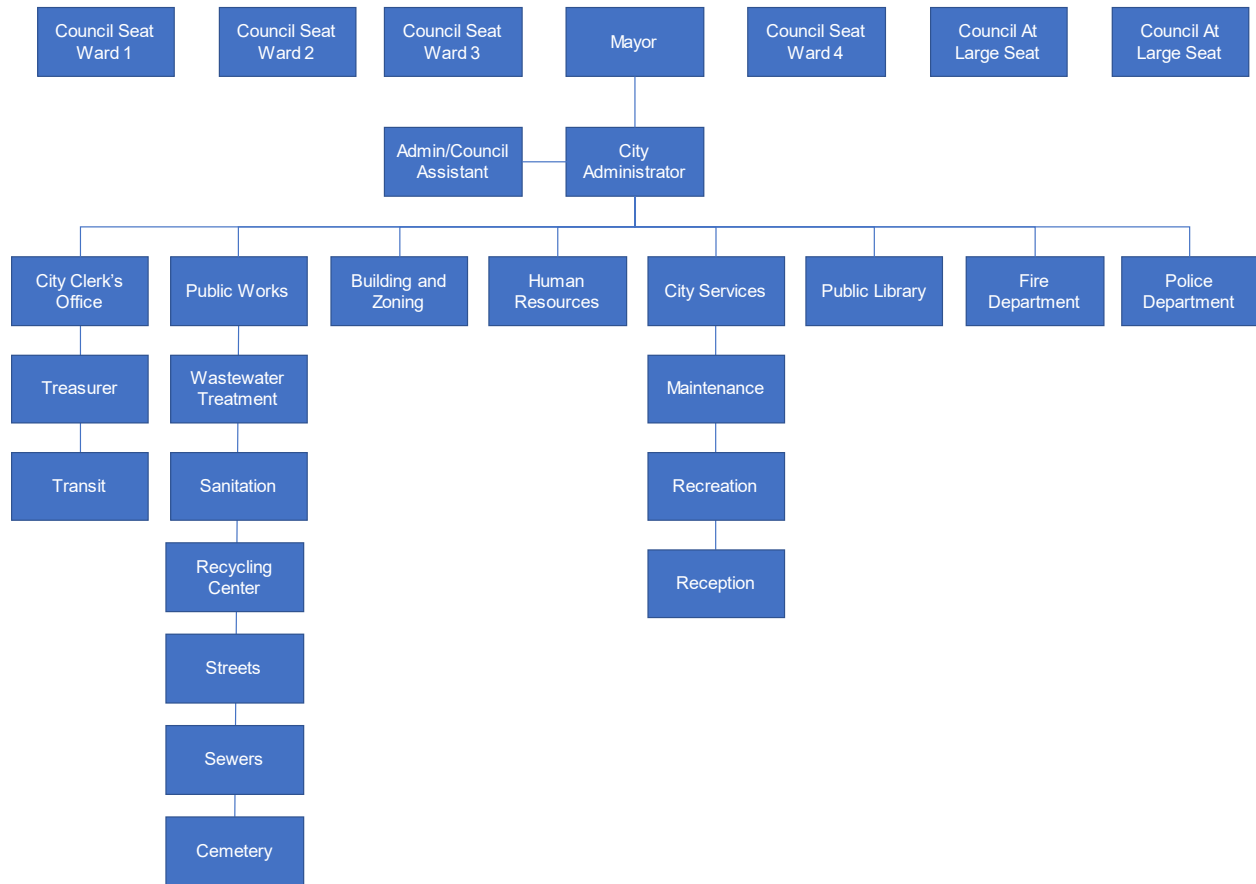 Council Seat
Ward 1
Council Seat
Ward 2
Council Seat
Ward 3
Mayor
Council Seat
Ward 4
Council At
Large Seat
Council At
Large Seat
Admin/Council
Assistant
City
Administrator
City Clerk's
Office
Public Works
Building and
Zoning
Human
Resources
City Services
Public Library
Fire
Department
Police
Department
Treasurer
Wastewater
Treatment
Maintenance
Transit
Sanitation
Recreation
Recycling
Center
Reception
Streets
Sewers
Cemetery